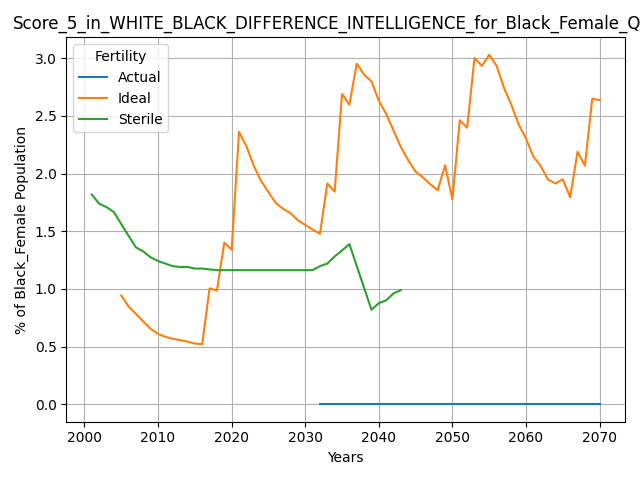 Score_5_in_WHITE_BLACK_DIFFERENCE_INTELLIGENCE_for_Black_Female_Q
Fertility
Actual
Ideal
Sterile
% of Black_Female Population
3.0
2.5
2.0
1.5
1.0
0.5
0.0
2000 2010 2020 2030 2040 2050 2060 2070
Years